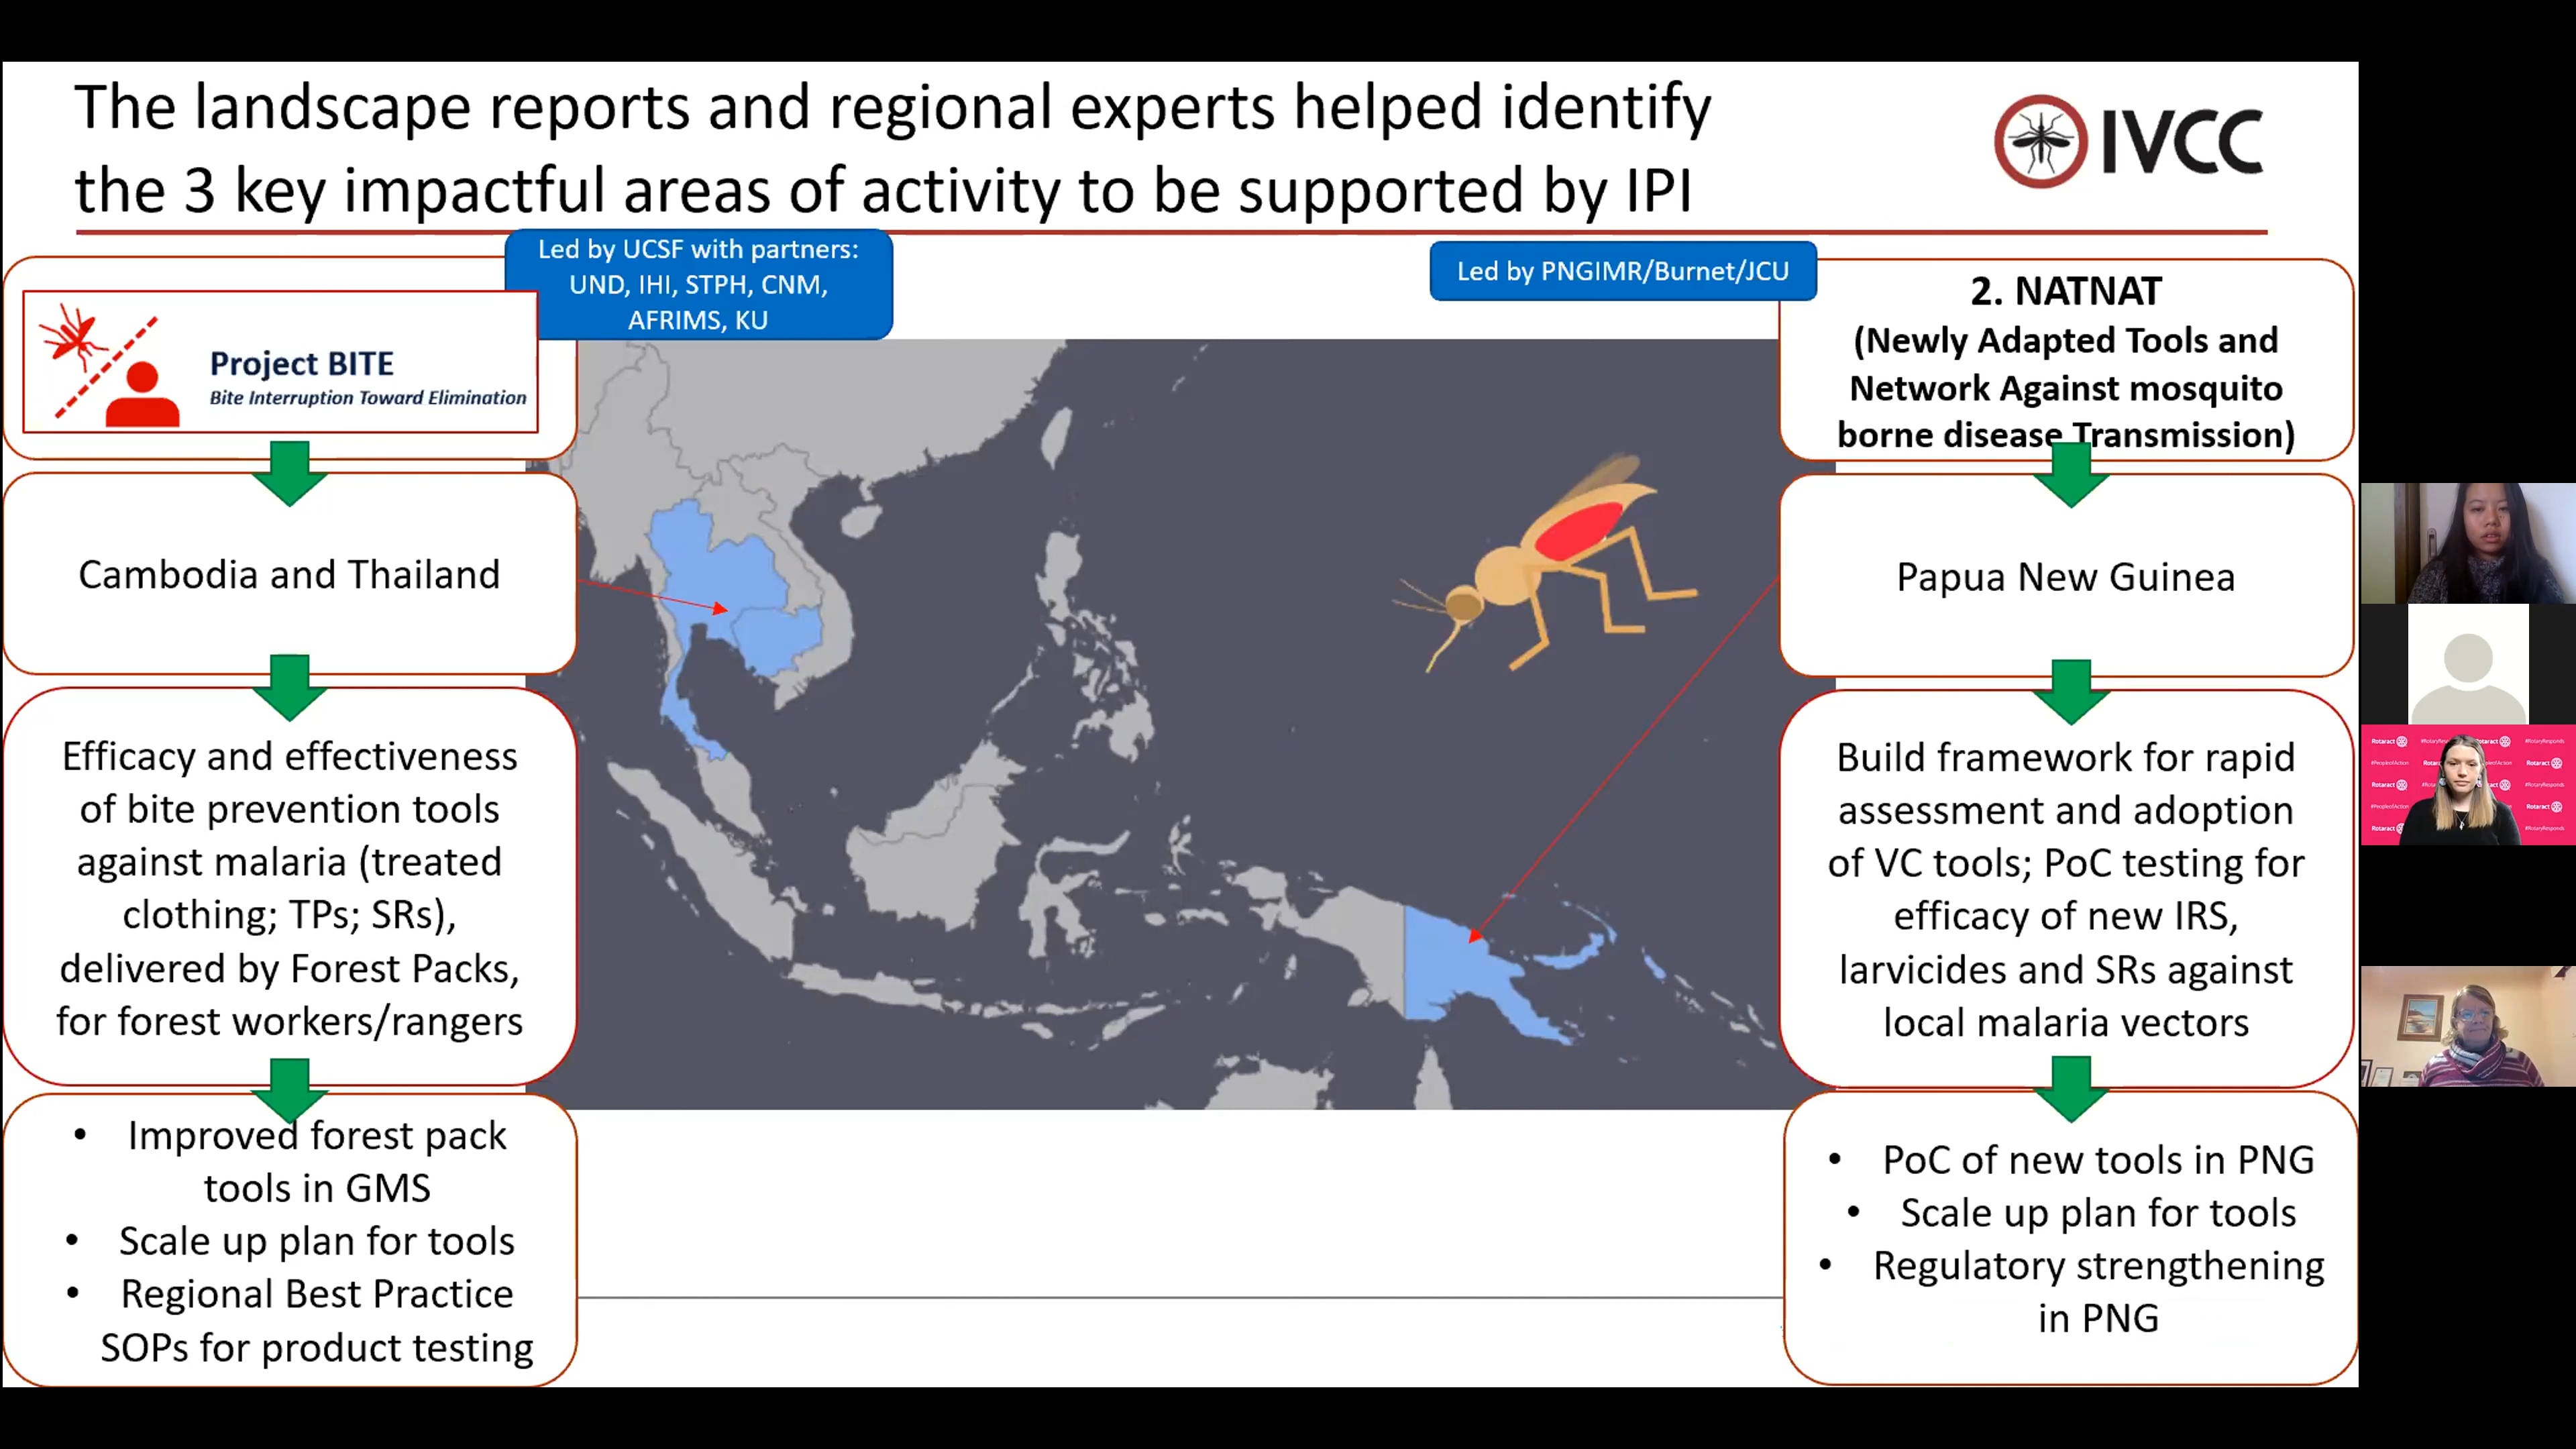 The landscape reports and regional experts helped identify
the 3 key impactful areas of activity to be supported by IPI
IVCC
Led by UCSF with partners:
UND, IHI, STPH, CNM,
AFRIMS, KU
Project BITE
Bite Interruption Toward Elimination
Cambodia and Thailand
Efficacy and effectiveness
of bite prevention tools
against malaria (treated
clothing; TPs; SRs),
delivered by Forest Packs,
for forest workers/rangers
• Improved forest pack
tools in GMS
• Scale up plan for tools
• Regional Best Practice
SOPs for product testing
Led by PNGIMR/Burnet/JCU
2. NATNAT
(Newly Adapted Tools and
Network Against mosquito
borne disease Transmission)
Papua New Guinea
Build framework for rapid
assessment and adoption
of VC tools; PoC testing for
efficacy of new IRS,
larvicides and SRs against
local malaria vectors
• PoC of new tools in PNG
• Scale up plan for tools
• Regulatory strengthening
in PNG
Rotaract
Rotaract
Rotaract
Rotaract
Rotaract